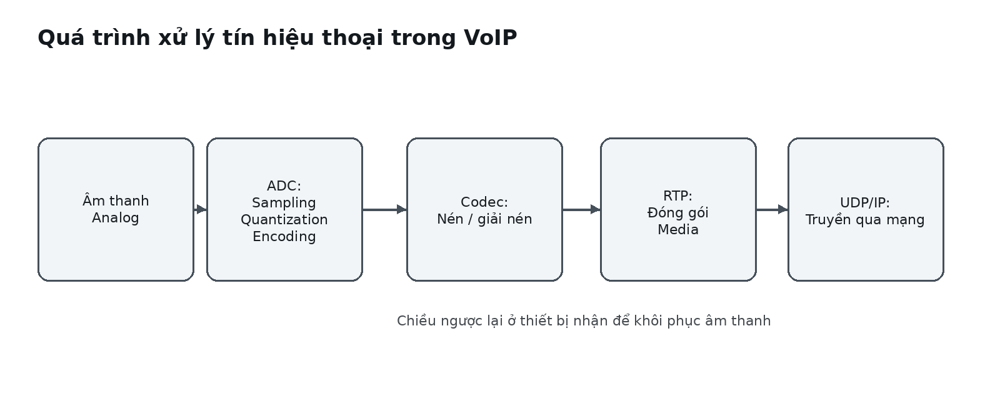 Quá trình xử lý tín hiệu thoại trong VoIP
Âm thanh
Analog
ADC:
Sampling
Quantization
Encoding
Codec:
Nén / giải nén
RTP:
Đóng gói
Media
UDP/IP:
Truyền qua mạng
Chiều ngược lại ở thiết bị nhận để khôi phục âm thanh